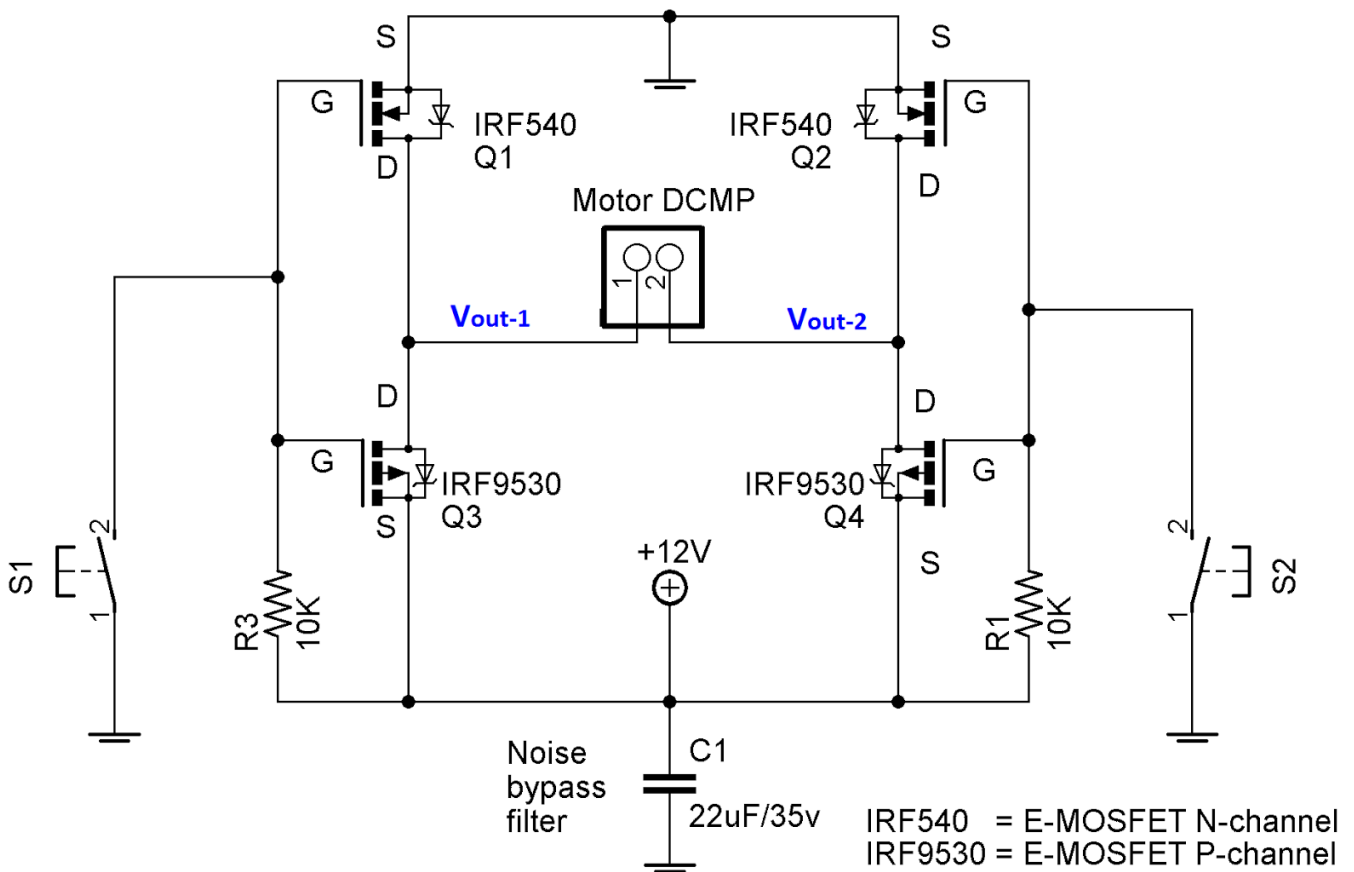 S
S
G
G
IRF540
Q1
IRF540
Q2
D
D
Motor DCMP
1
2
Vout-1
Vout-2
D
D
G
G
IRF9530
Q3
IRF9530
Q4
S
S
+12V
S1
2
1
R3
10K
R1
10K
2
1
S2
Noise
bypass
filter
C1
22uF/35v
IRF540 = E-MOSFET N-channel
IRF9530 = E-MOSFET P-channel